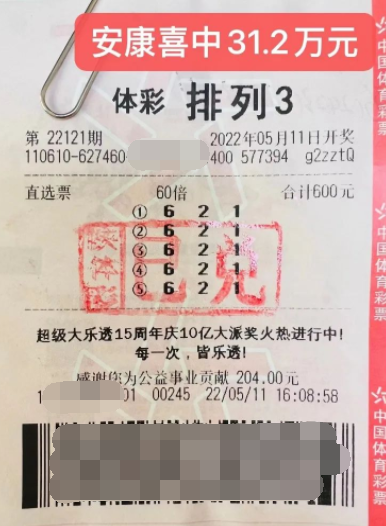 安康喜中31.2万元
体彩 排列3
第 22121期 2022年05月11日开奖
110610-627460 400 577394 g2zztQ
直选票 60倍 合计600元
① 6 2 1
② 6 2 1
③ 6 2 1
④ 6 2 1
⑤ 6 2 1
已兑
超级大乐透15周年庆10亿大派奖火热进行中!
每一次，皆乐透!
感谢您为公益事业贡献 204.00元
1 01 00245 22/05/11 16:08:58
中国体育彩票
中国体育彩票